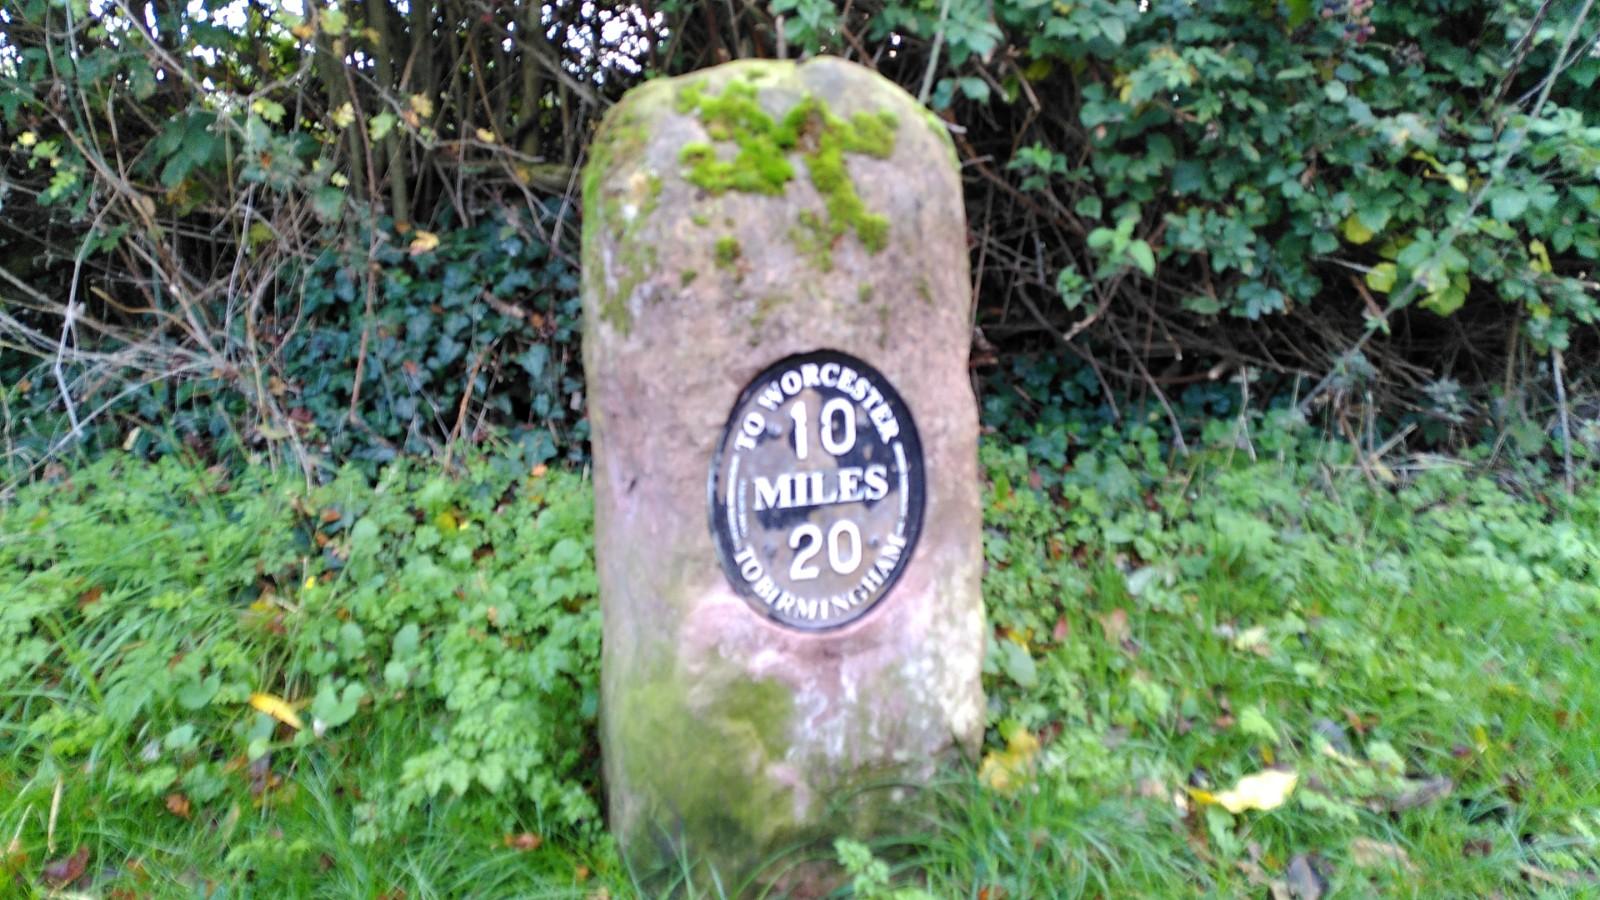 TO WORCESTER
10
MILES
20
TO BIRMINGHAM